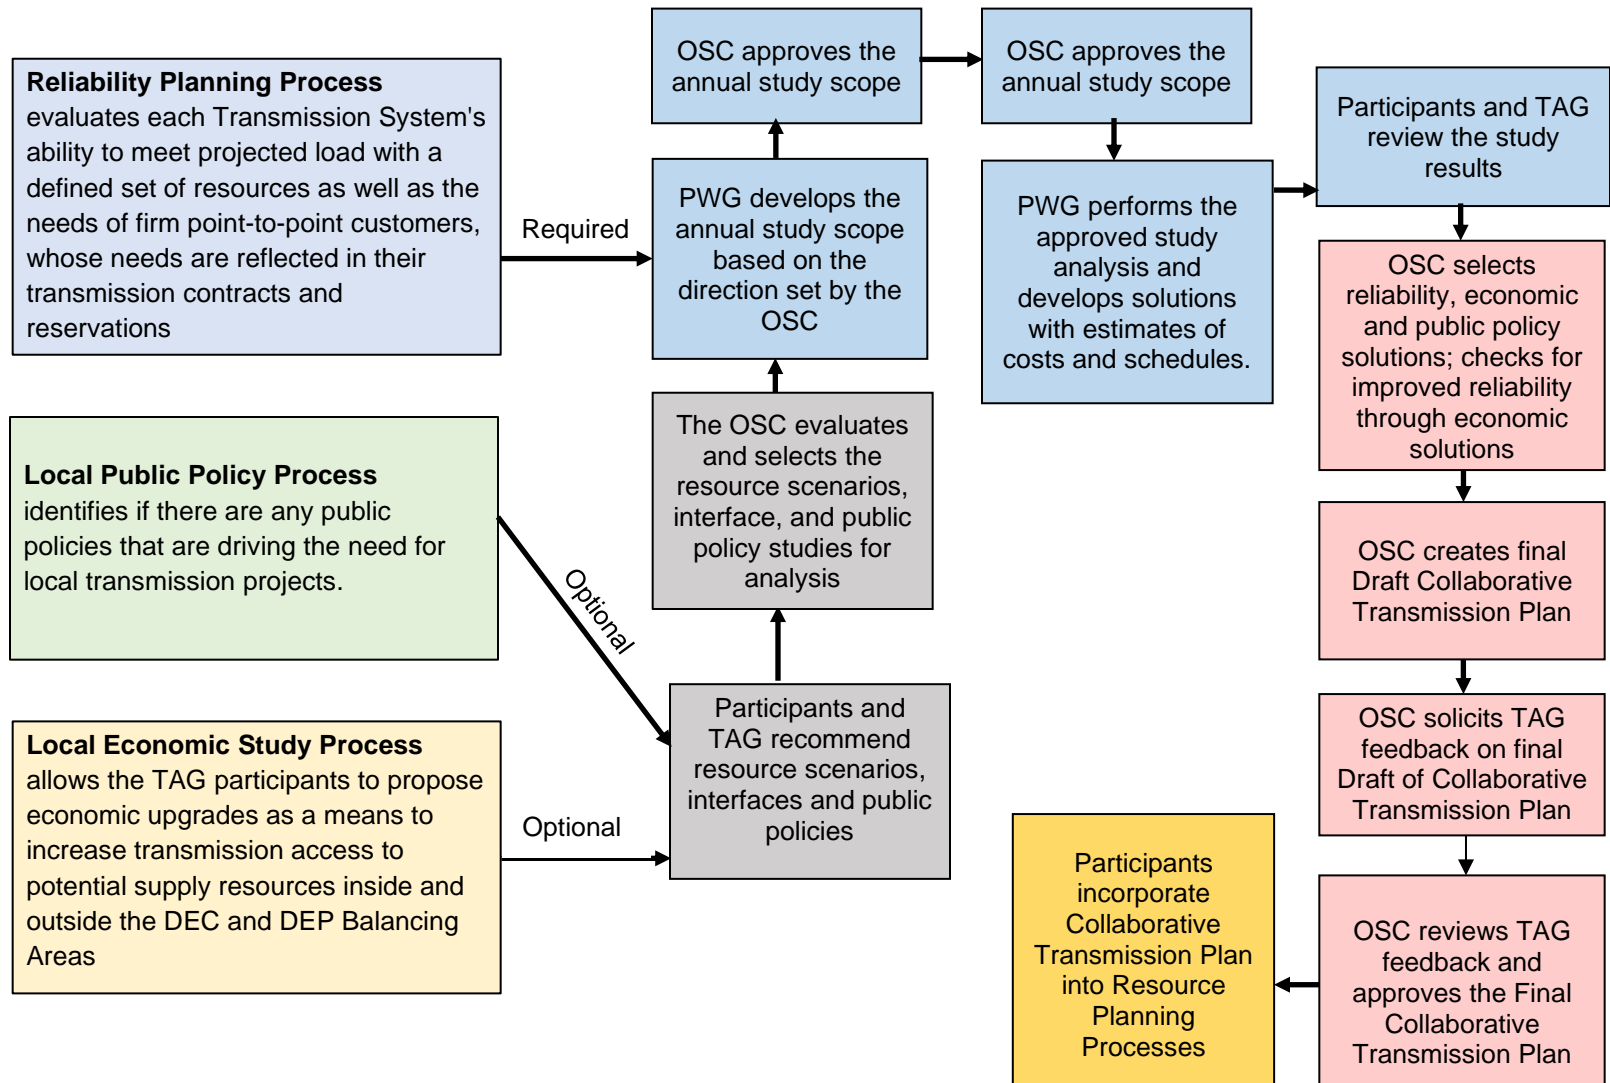 Reliability Planning Process
evaluates each Transmission System's
ability to meet projected load with a
defined set of resources as well as the
needs of firm point-to-point customers,
whose needs are reflected in their
transmission contracts and
reservations
Required
Local Public Policy Process
identifies if there are any public
policies that are driving the need for
local transmission projects.
Optional
Local Economic Study Process
allows the TAG participants to propose
economic upgrades as a means to
increase transmission access to
potential supply resources inside and
outside the DEC and DEP Balancing
Areas
Optional
Participants and
TAG recommend
resource scenarios,
interfaces and public
policies
The OSC evaluates
and selects the
resource scenarios,
interface, and public
policy studies for
analysis
PWG develops the
annual study scope
based on the
direction set by the
OSC
OSC approves the
annual study scope
OSC approves the
annual study scope
PWG performs the
approved study
analysis and
develops solutions
with estimates of
costs and schedules.
Participants and TAG
review the study
results
OSC selects
reliability, economic
and public policy
solutions; checks for
improved reliability
through economic
solutions
OSC creates final
Draft Collaborative
Transmission Plan
OSC solicits TAG
feedback on final
Draft of Collaborative
Transmission Plan
OSC reviews TAG
feedback and
approves the Final
Collaborative
Transmission Plan
Participants
incorporate
Collaborative
Transmission Plan
into Resource
Planning
Processes